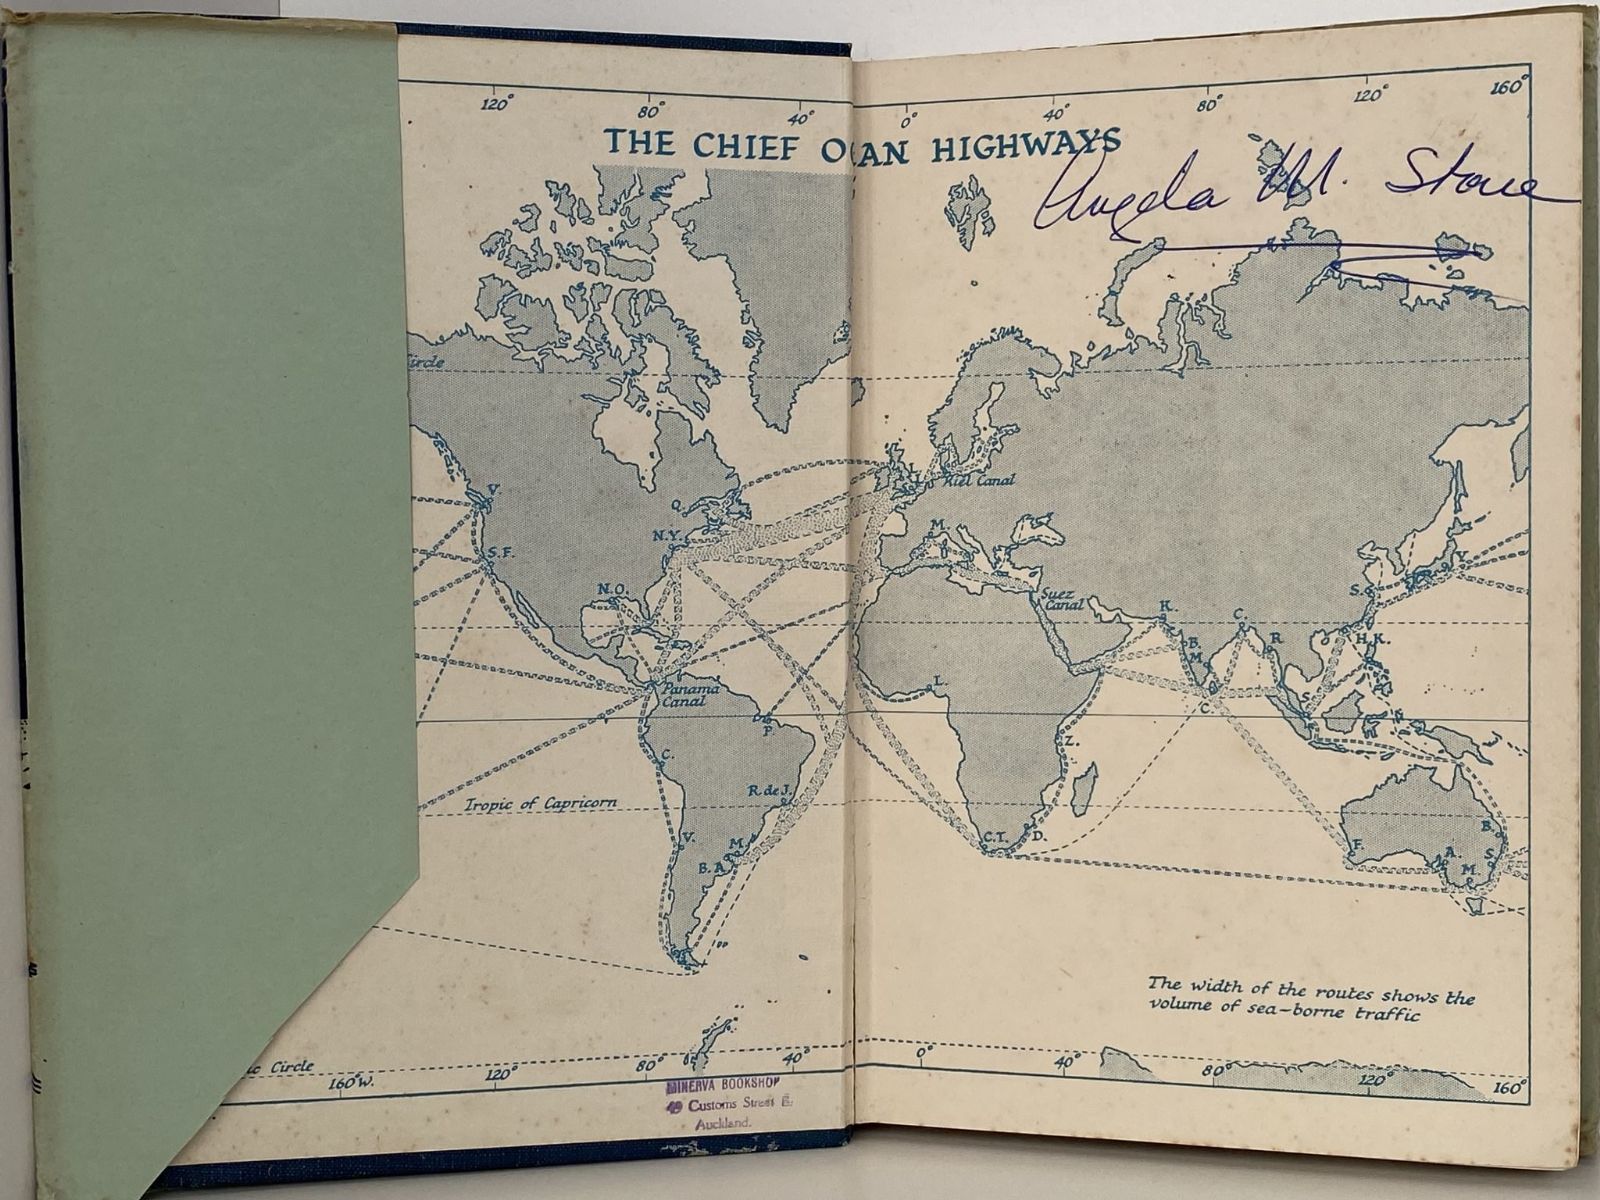 120° 80° 40° 0° 40° 80° 120° 160°
THE CHIEF O AN HIGHWAYS
Angela M. Stone
ircle
Kiel Canal
V.
Q.
N.Y.
M.
S.F.
Y.
N.O.
S.
Suez
Canal
K. C. R. H.K.
B.
M.
L.
Panama
Canal
C.
S.
P.
Z.
C.
R.deJ.
Tropic of Capricorn
V. M. C.T. D. F. A. B. S.
B.A. M.
The width of the routes shows the
volume of sea-borne traffic
ic Circle
160°W. 120° 80° 40° 0° 40° 80° 120° 160°
MINERVA BOOKSHOP
49 Customs Street E.
Auckland.